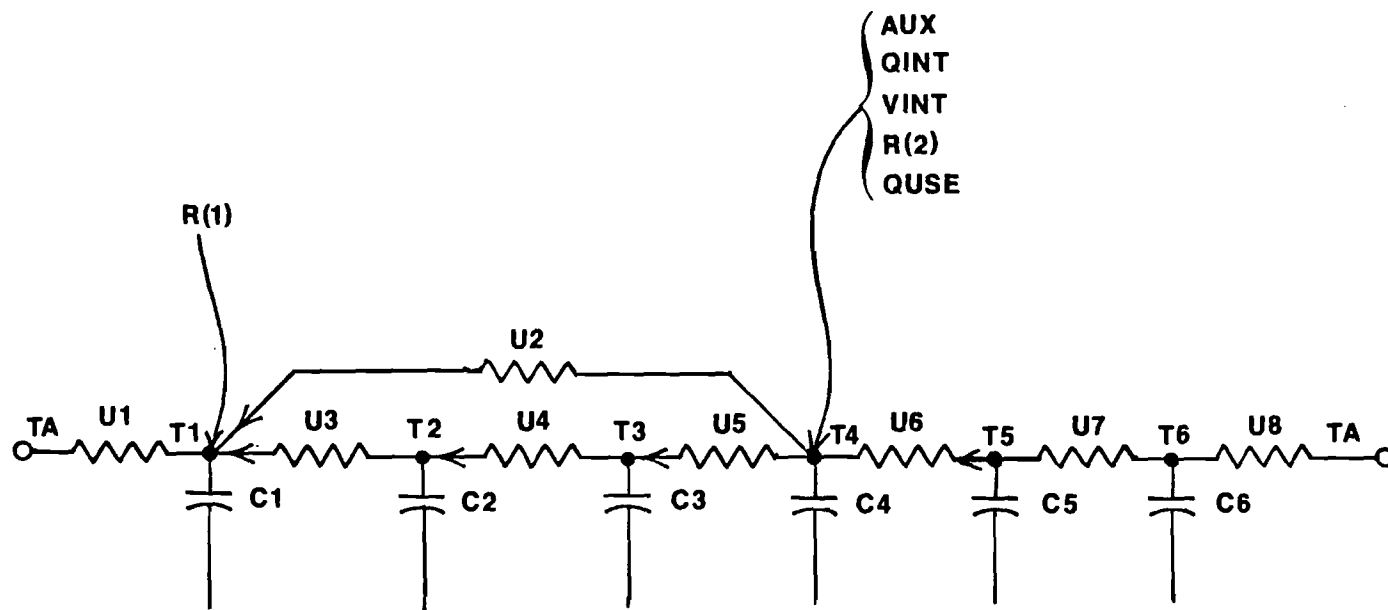 AUX
QINT
VINT
R(2)
QUSE
R(1)
U2
TA U1 T1 U3 T2 U4 T3 U5 T4 U6 T5 U7 T6 U8 TA
C1 C2 C3 C4 C5 C6